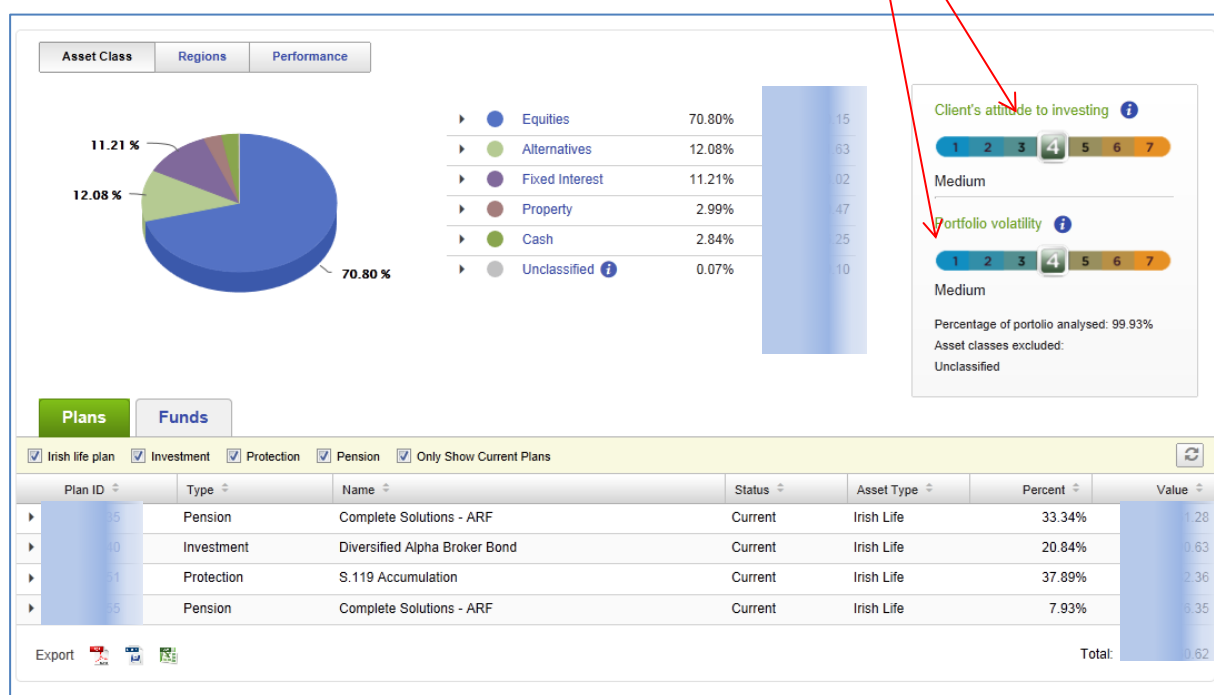 Asset Class Regions Performance
11.21 %
12.08 %
70.80 %
Equities 70.80% .15
Alternatives 12.08% 63
Fixed Interest 11.21% 02
Property 2.99% 47
Cash 2.84% 25
Unclassified i 0.07% 10
Client's attitude to investing i
1 2 3 4 5 6 7
Medium
Portfolio volatility i
1 2 3 4 5 6 7
Medium
Percentage of portolio analysed: 99.93%
Asset classes excluded:
Unclassified
Plans Funds
Irish life plan Investment Protection Pension Only Show Current Plans
Plan ID Type Name Status Asset Type Percent Value
Pension Complete Solutions - ARF Current Irish Life 33.34% 1.28
Investment Diversified Alpha Broker Bond Current Irish Life 20.84% 0.63
Protection S.119 Accumulation Current Irish Life 37.89% 2.36
Pension Complete Solutions - ARF Current Irish Life 7.93% 6.35
Export Total: 0.62